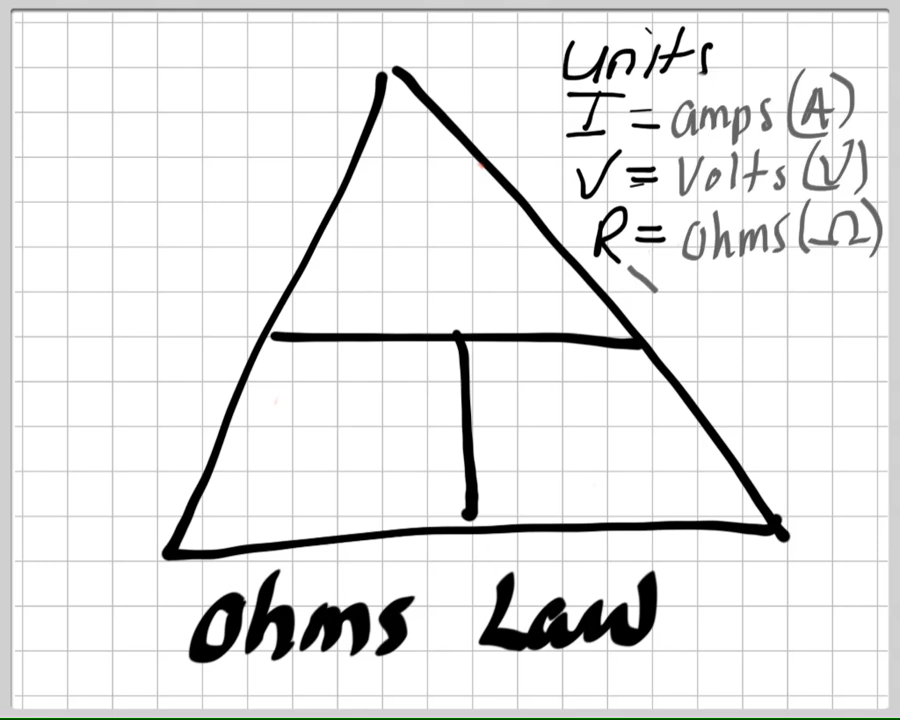 units
I = amps (A)
V = Volts (V)
R = ohms (Ω)
Ohms Law